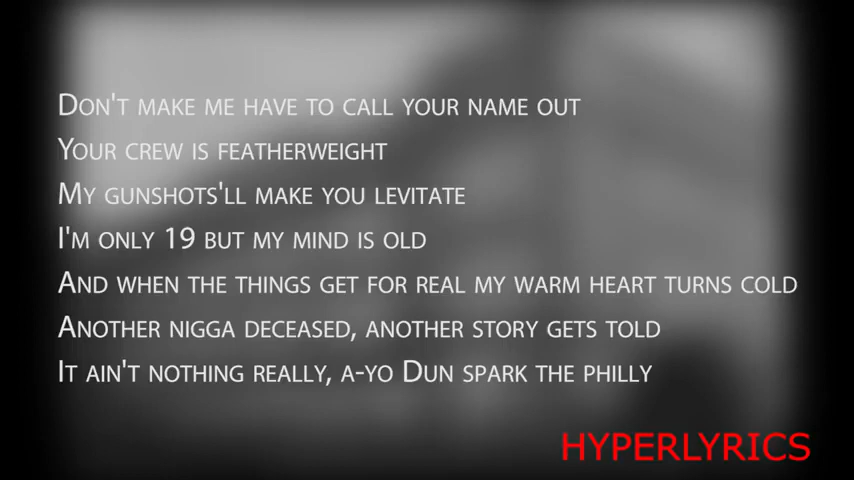 Don't make me have to call your name out
Your crew is featherweight
My gunshots'll make you levitate
I'm only 19 but my mind is old
And when the things get for real my warm heart turns cold
Another nigga deceased, another story gets told
It ain't nothing really, a-yo Dun spark the philly
HYPERLYRICS